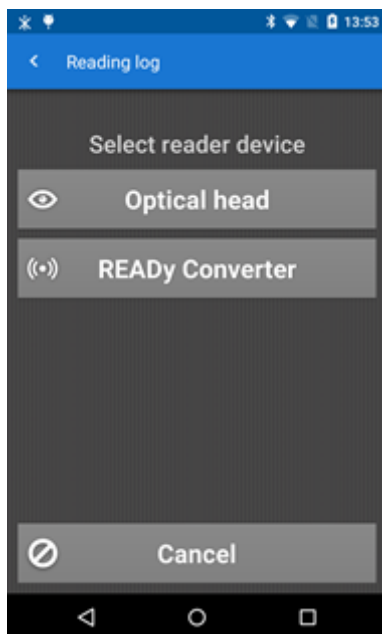 13:53
Reading log
Select reader device
Optical head
READy Converter
Cancel